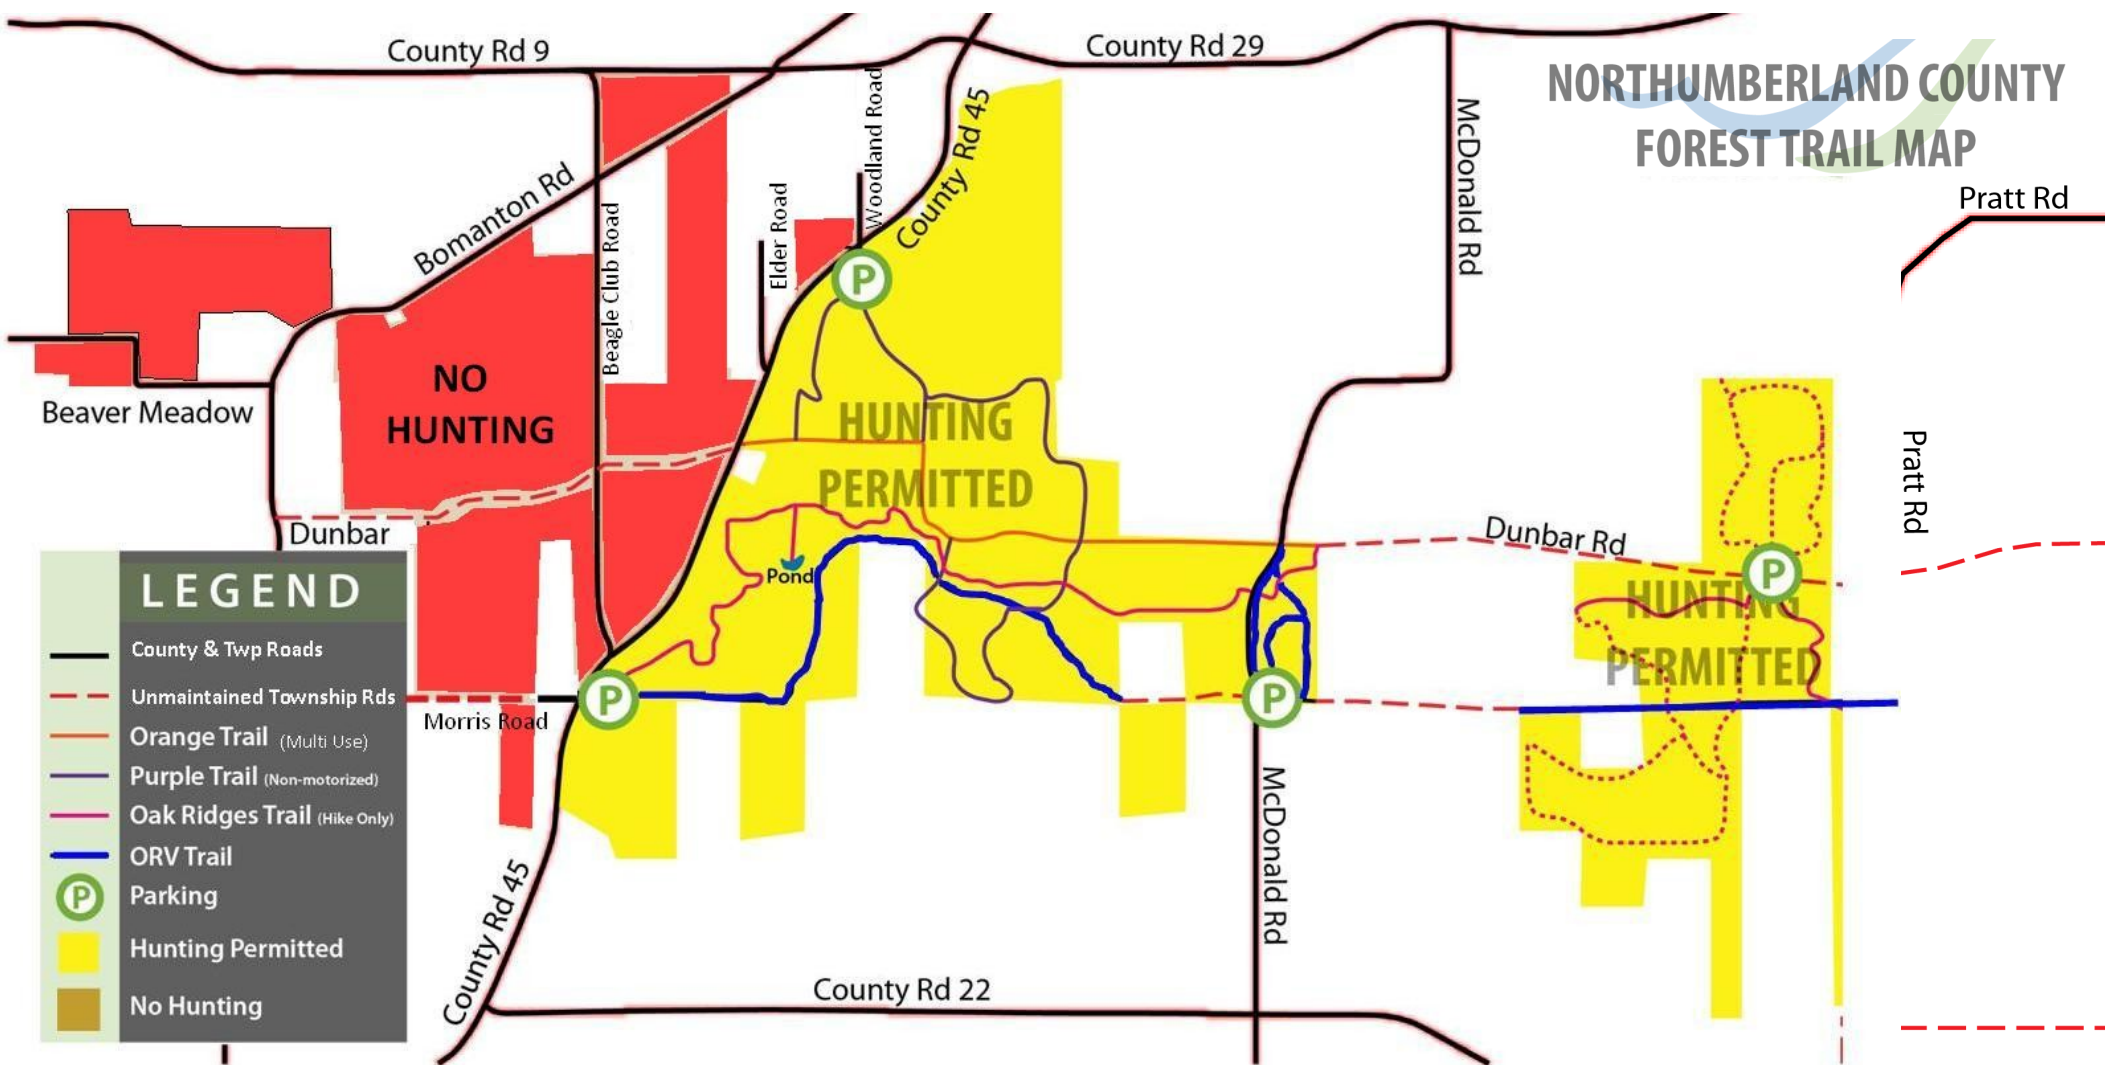 County Rd 9
County Rd 29
NORTHUMBERLAND COUNTY
FOREST TRAIL MAP
Pratt Rd
Woodland Road
County Rd 45
McDonald Rd
Bomanton Rd
Elder Road
Beagle Club Road
P
NO
HUNTING
Beaver Meadow
HUNTING
PERMITTED
Pratt Rd
Dunbar
Dunbar Rd
Pond
P
HUNTING
PERMITTED
P
P
Morris Road
McDonald Rd
County Rd 45
County Rd 22
LEGEND
County & Twp Roads
Unmaintained Township Rds
Orange Trail (Multi Use)
Purple Trail (Non-motorized)
Oak Ridges Trail (Hike Only)
ORV Trail
P Parking
Hunting Permitted
No Hunting